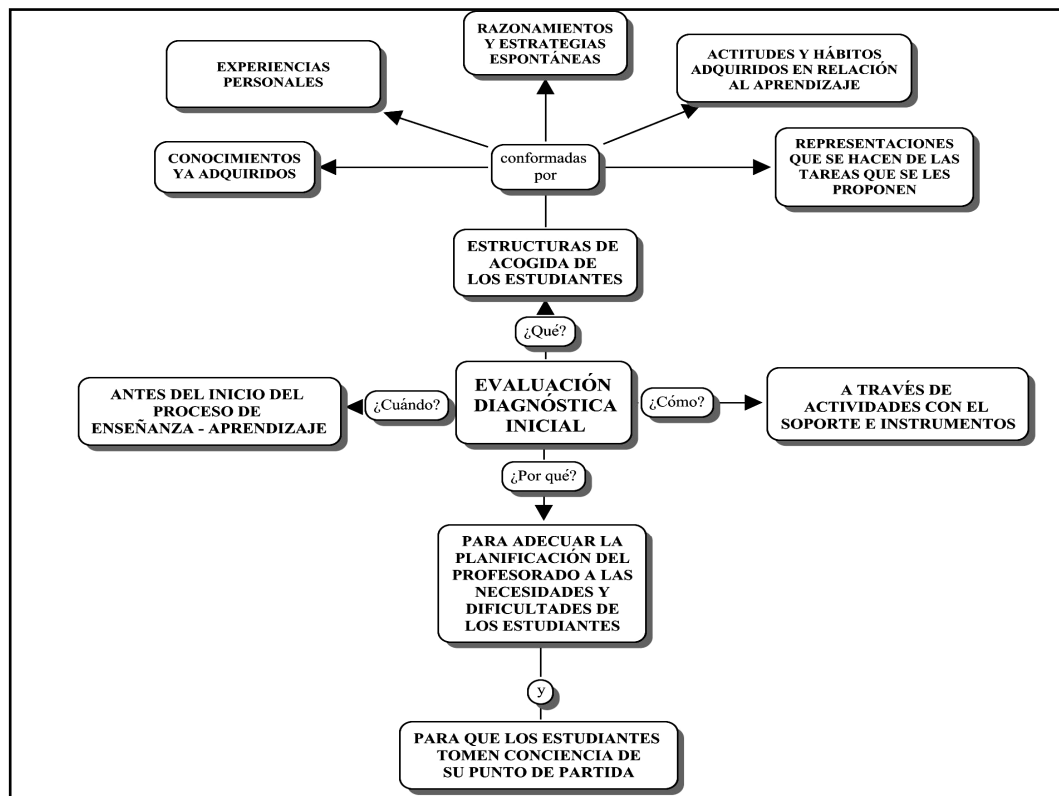 RAZONAMIENTOS
Y ESTRATEGIAS
ESPONTÁNEAS
EXPERIENCIAS
PERSONALES
ACTITUDES Y HÁBITOS
ADQUIRIDOS EN RELACIÓN
AL APRENDIZAJE
CONOCIMIENTOS
YA ADQUIRIDOS
conformadas
por
REPRESENTACIONES
QUE SE HACEN DE LAS
TAREAS QUE SE LES
PROPONEN
ESTRUCTURAS DE
ACOGIDA DE
LOS ESTUDIANTES
¿Qué?
ANTES DEL INICIO DEL
PROCESO DE
ENSEÑANZA - APRENDIZAJE
¿Cuándo?
EVALUACIÓN
DIAGNÓSTICA
INICIAL
¿Cómo?
A TRAVÉS DE
ACTIVIDADES CON EL
SOPORTE E INSTRUMENTOS
¿Por qué?
PARA ADECUAR LA
PLANIFICACIÓN DEL
PROFESORADO A LAS
NECESIDADES Y
DIFICULTADES DE
LOS ESTUDIANTES
y
PARA QUE LOS ESTUDIANTES
TOMEN CONCIENCIA DE
SU PUNTO DE PARTIDA